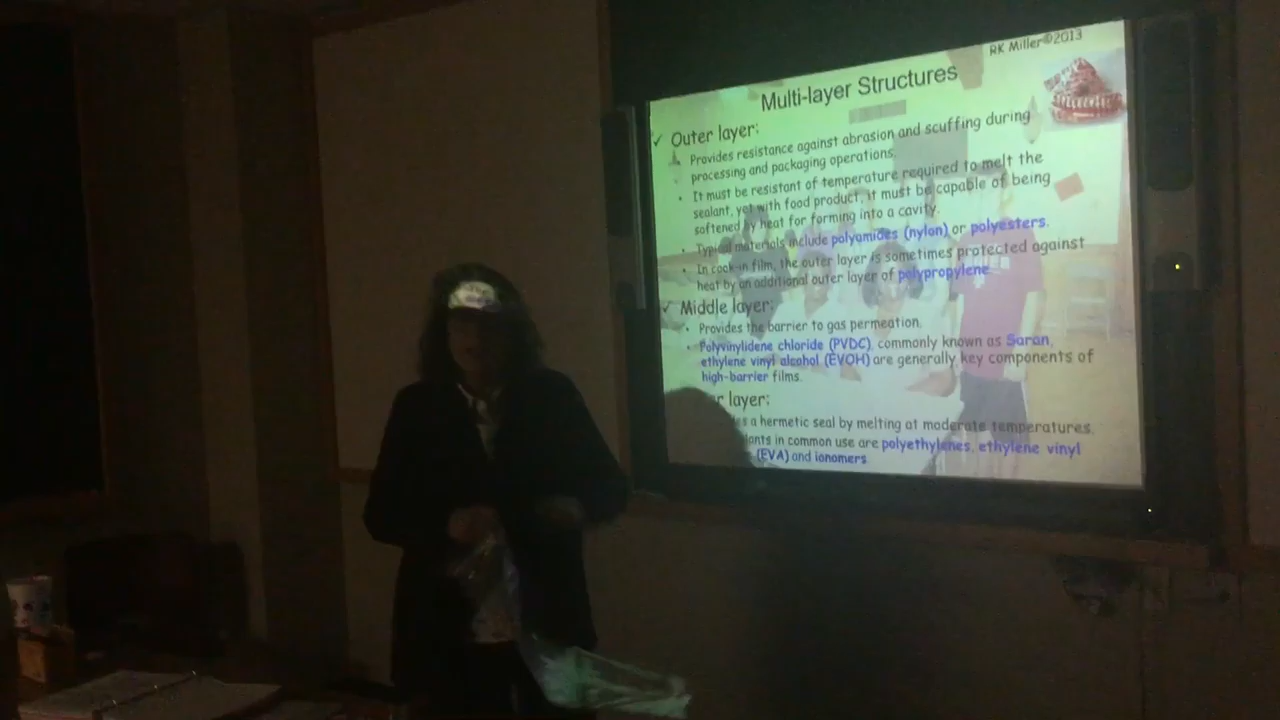 RK Miller©2013
Multi-layer Structures
✓ Outer layer:
Provides resistance against abrasion and scuffing during
processing and packaging operations.
• It must be resistant of temperature required to melt the
sealant, yet with food product, it must be capable of being
softened by heat for forming into a cavity.
• Typical materials include polyamides (nylon) or polyesters.
• In cook-in film, the outer layer is sometimes protected against
heat by an additional outer layer of polypropylene
✓ Middle layer:
• Provides the barrier to gas permeation.
• Polyvinylidene chloride (PVDC), commonly known as Saran,
ethylene vinyl alcohol (EVOH) are generally key components of
high-barrier films.
layer:
a hermetic seal by melting at moderate temperatures.
in common use are polyethylenes, ethylene vinyl
(EVA) and ionomers